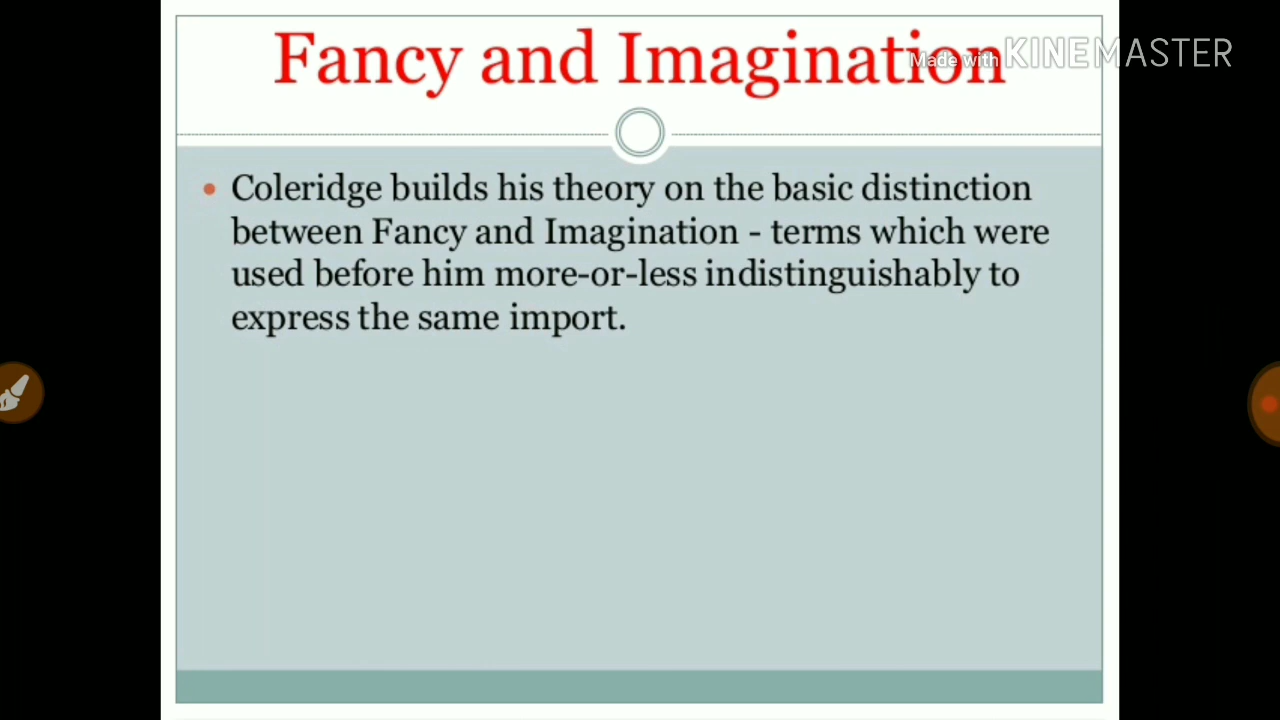 Fancy and Imagination
Made with KINEMASTER
Coleridge builds his theory on the basic distinction
between Fancy and Imagination - terms which were
used before him more-or-less indistinguishably to
express the same import.